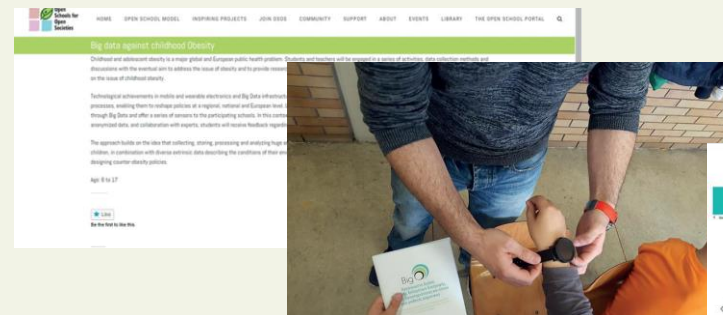 Open
Schools for
Open
Societies
HOME OPEN SCHOOL MODEL INSPIRING PROJECTS JOIN OSOS COMMUNITY SUPPORT ABOUT EVENTS LIBRARY THE OPEN SCHOOL PORTAL
Big data against childhood Obesity
Childhood and adolescent obesity is a major global and European public health problem. Students and teachers will be engaged in a series of activities, data collection methods and
discussions with the eventual aim to address the issue of obesity and to provide
on the issue of childhood obesity.
Technological achievements in mobile and wearable electronics and Big Data
processes, enabling them to reshape policies at a regional, national and European level.
through Big Data and offer a series of sensors to the participating schools. In this
anonymized data, and collaboration with experts, students will receive feedback
The approach builds on the idea that collecting, storing, processing and analyzing huge
children, in combination with diverse extrinsic data describing the conditions of their
designing counter-obesity policies.
Age: 9 to 17
Like
Be the first to like this.
Big